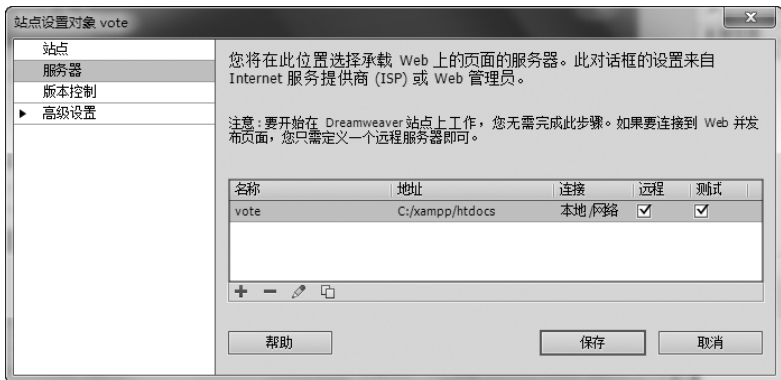 站点设置对象 vote
站点
服务器
版本控制
高级设置
您将在此位置选择承载 Web 上的页面的服务器。此对话框的设置来自
Internet 服务提供商 (ISP) 或 Web 管理员。
注意:要开始在 Dreamweaver 站点上工作，您无需完成此步骤。如果要连接到 Web 并发
布页面，您只需定义一个远程服务器即可。
名称 地址 连接 远程 测试
vote C:/xampp/htdocs 本地/网络
帮助 保存 取消